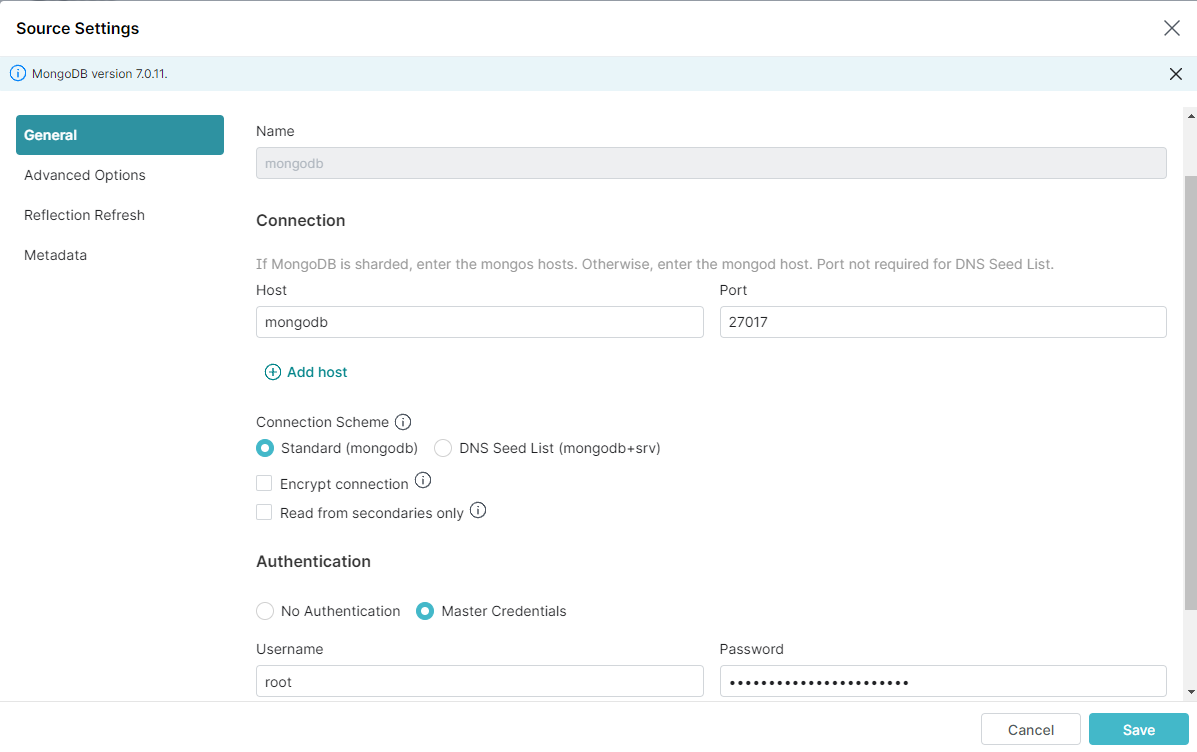 Source Settings
MongoDB version 7.0.11.
General
Advanced Options
Reflection Refresh
Metadata
Name
mongodb
Connection
If MongoDB is sharded, enter the mongos hosts. Otherwise, enter the mongod host. Port not required for DNS Seed List.
Host Port
mongodb 27017
Add host
Connection Scheme
Standard (mongodb) DNS Seed List (mongodb+srv)
Encrypt connection
Read from secondaries only
Authentication
No Authentication Master Credentials
Username Password
root •••••••••••••••••••••••
Cancel Save